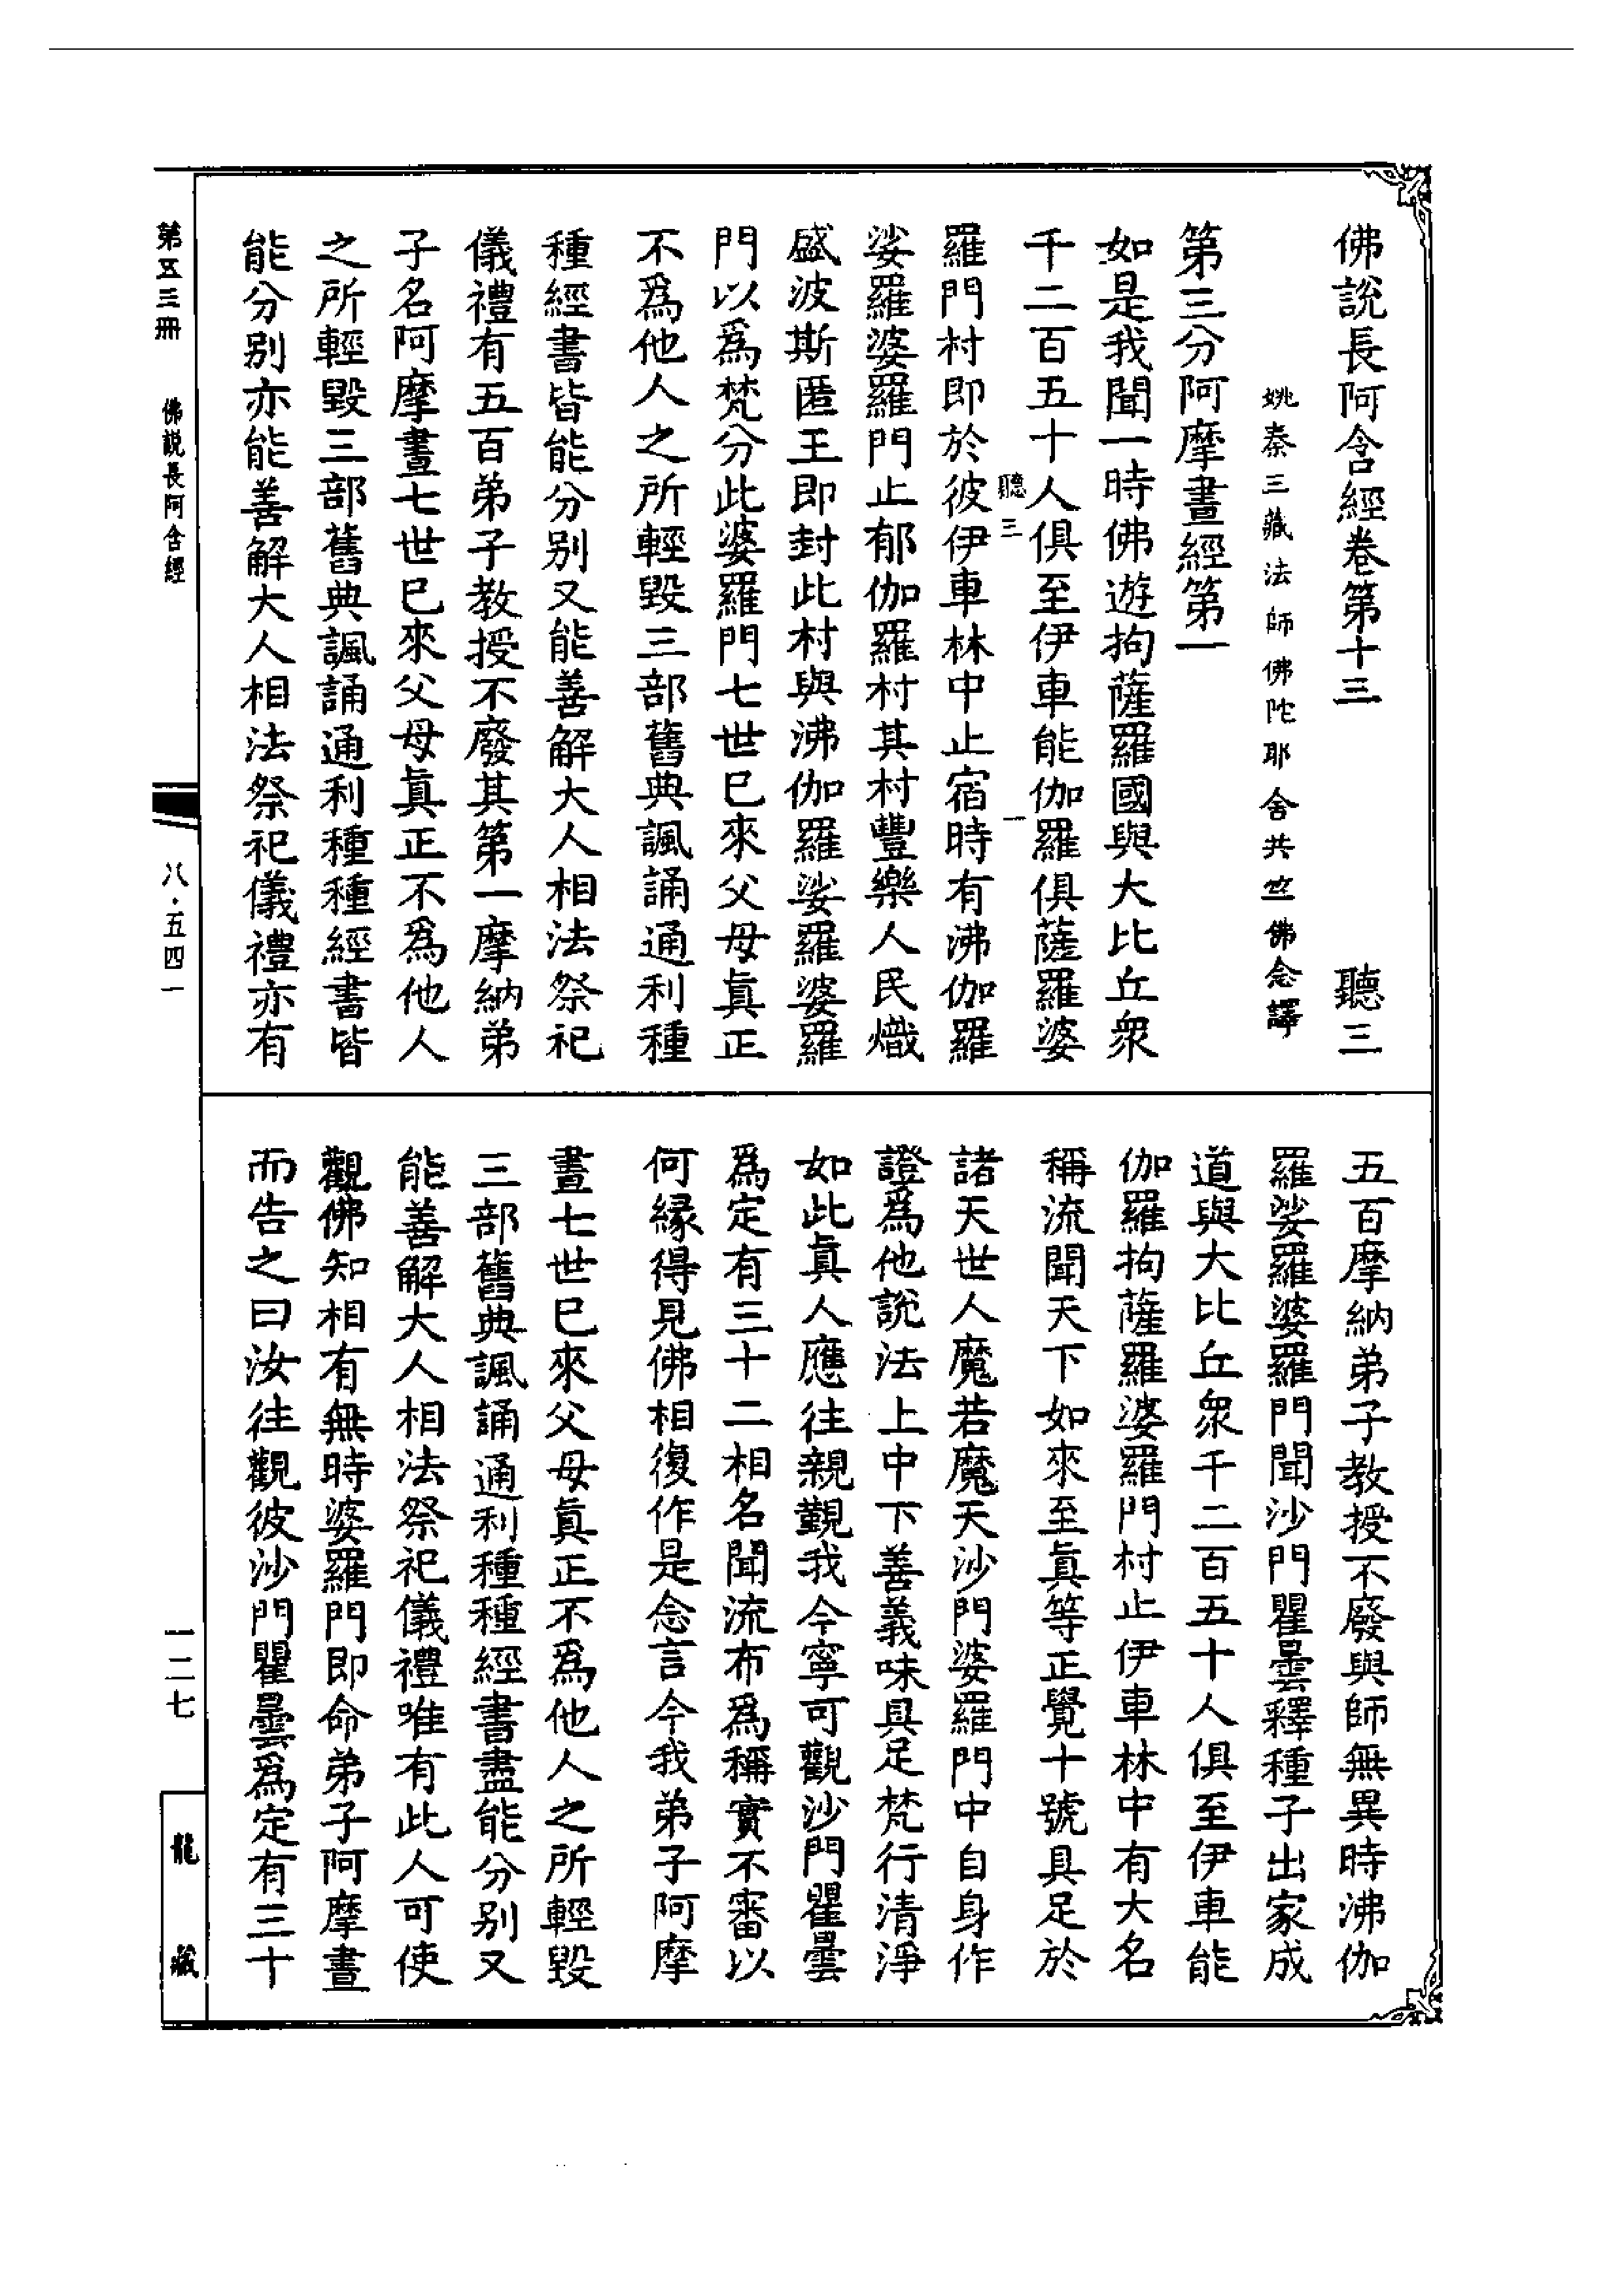 佛說長阿含經卷第十三 聽三
姚秦三藏法師佛陀耶舍共竺佛念譯
第三分阿摩晝經第一
如是我聞一時佛遊拘薩羅國與大比丘衆
千二百五十人俱至伊車能伽羅俱薩羅婆
聽三 一
羅門村即於彼伊車林中止宿時有沸伽羅
娑羅婆羅門止郁伽羅村其村豐樂人民熾
盛波斯匿王即封此村與沸伽羅娑羅婆羅
門以爲梵分此婆羅門七世已來父母眞正
不爲他人之所輕毀三部舊典諷誦通利種
種經書皆能分別又能善解大人相法祭祀
儀禮有五百弟子教授不廢其第一摩納弟
子名阿摩晝七世已來父母眞正不爲他人
之所輕毀三部舊典諷誦通利種種經書皆
能分別亦能善解大人相法祭祀儀禮亦有
五百摩納弟子教授不廢與師無異時沸伽
羅娑羅婆羅門聞沙門瞿曇釋種子出家成
道與大比丘衆千二百五十人俱至伊車能
伽羅拘薩羅婆羅門村止伊車林中有大名
稱流聞天下如來至眞等正覺十號具足於
諸天世人魔若魔天沙門婆羅門中自身作
證爲他說法上中下善義味具足梵行清淨
如此眞人應往親覲我今寧可觀沙門瞿曇
爲定有三十二相名聞流布爲稱實不審以
何緣得見佛相復作是念言今我弟子阿摩
晝七世已來父母眞正不爲他人之所輕毀
三部舊典諷誦通利種種經書盡能分別又
能善解大人相法祭祀儀禮唯有此人可使
觀佛知相有無時婆羅門即命弟子阿摩晝
而告之曰汝往觀彼沙門瞿曇爲定有三十
第五三冊 佛說長阿含經 八·五四一 一二七 龍藏